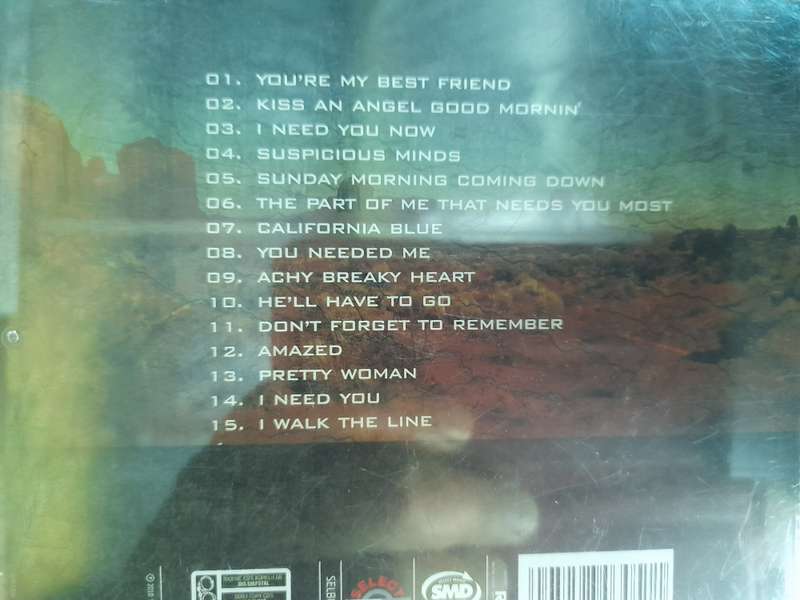 01. YOU'RE MY BEST FRIEND
02. KISS AN ANGEL GOOD MORNIN'
03. I NEED YOU NOW
04. SUSPICIOUS MINDS
05. SUNDAY MORNING COMING DOWN
06. THE PART OF ME THAT NEEDS YOU MOST
07. CALIFORNIA BLUE
08. YOU NEEDED ME
09. ACHY BREAKY HEART
10. HE'LL HAVE TO GO
11. DON'T FORGET TO REMEMBER
12. AMAZED
13. PRETTY WOMAN
14. I NEED YOU
15. I WALK THE LINE
SELECT
SMD